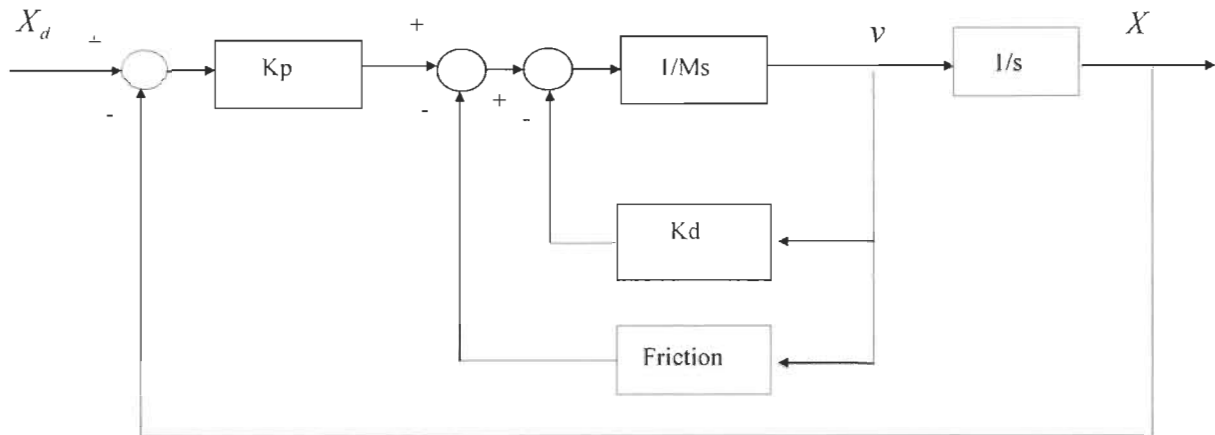 X_d
±
Kp
+
1/Ms
v
1/s
X
-
-
+
-
Kd
Friction